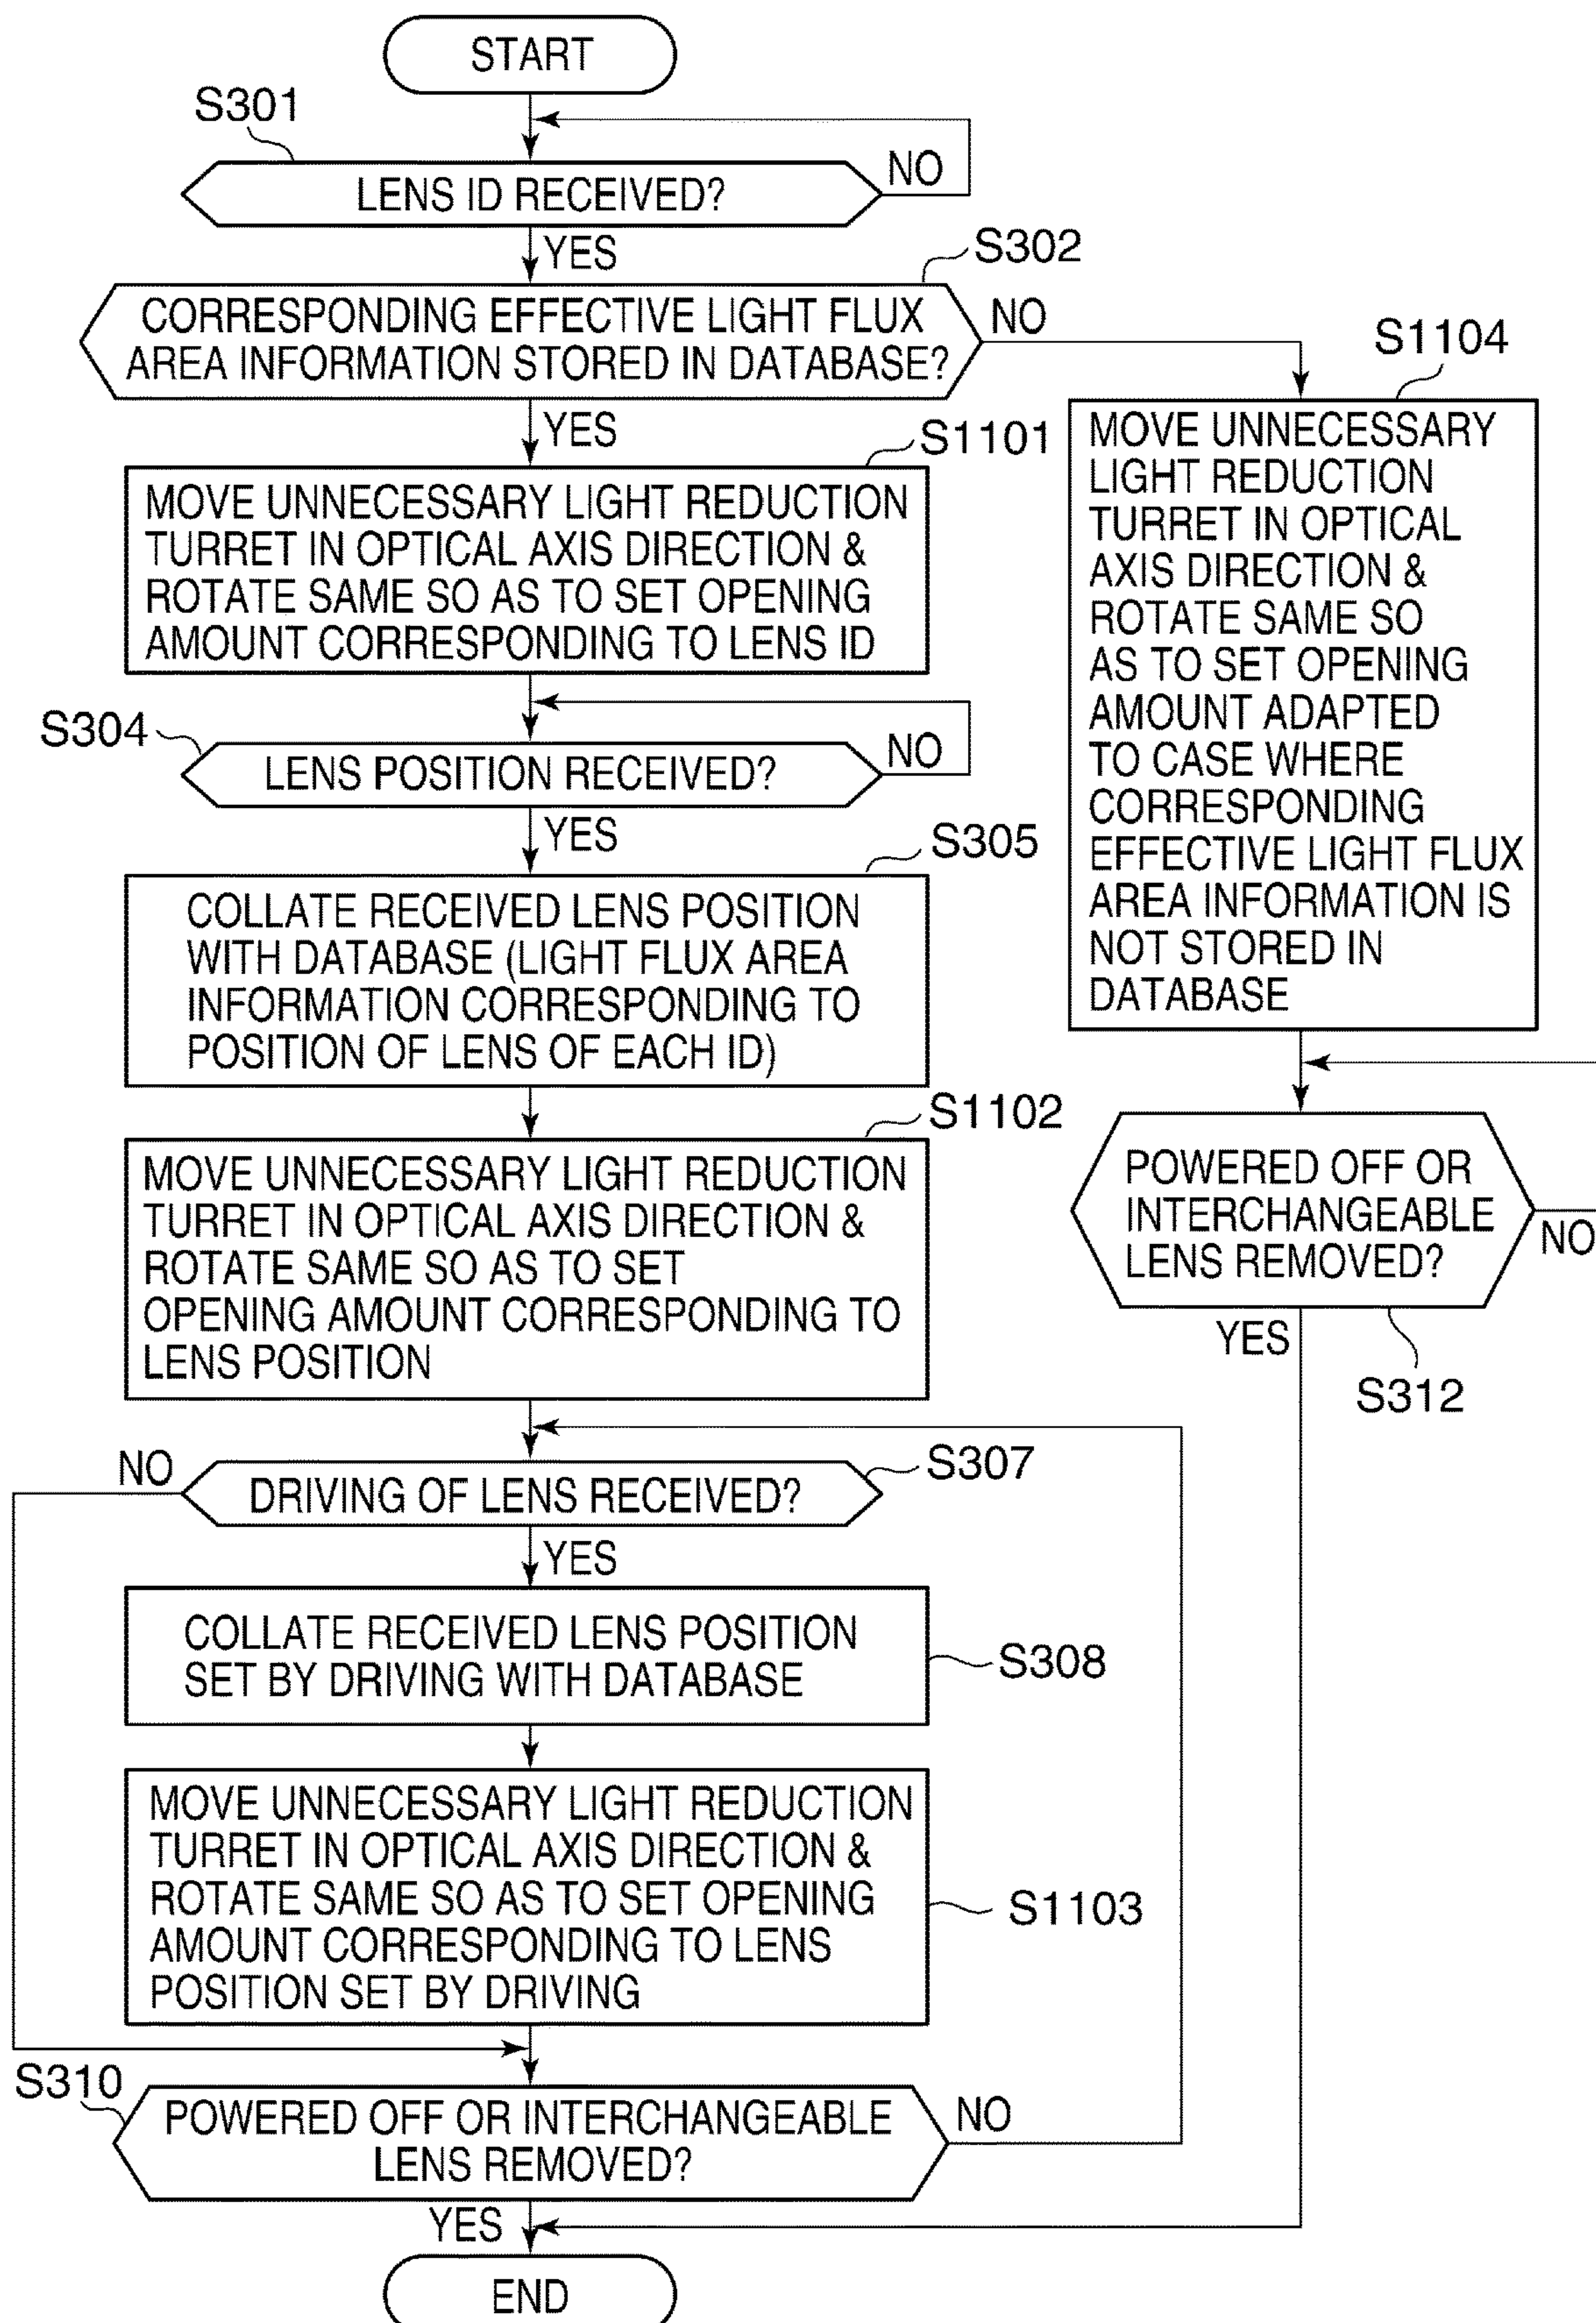 START
S301
LENS ID RECEIVED?
NO
YES
S302
CORRESPONDING EFFECTIVE LIGHT FLUX
AREA INFORMATION STORED IN DATABASE?
NO
YES
S1101
MOVE UNNECESSARY LIGHT REDUCTION
TURRET IN OPTICAL AXIS DIRECTION &
ROTATE SAME SO AS TO SET OPENING
AMOUNT CORRESPONDING TO LENS ID
S304
LENS POSITION RECEIVED?
NO
YES
S305
COLLATE RECEIVED LENS POSITION
WITH DATABASE (LIGHT FLUX AREA
INFORMATION CORRESPONDING TO
POSITION OF LENS OF EACH ID)
S1102
MOVE UNNECESSARY LIGHT REDUCTION
TURRET IN OPTICAL AXIS DIRECTION &
ROTATE SAME SO AS TO SET
OPENING AMOUNT CORRESPONDING TO
LENS POSITION
NO
S307
DRIVING OF LENS RECEIVED?
YES
COLLATE RECEIVED LENS POSITION
SET BY DRIVING WITH DATABASE
S308
MOVE UNNECESSARY LIGHT REDUCTION
TURRET IN OPTICAL AXIS DIRECTION &
ROTATE SAME SO AS TO SET OPENING
AMOUNT CORRESPONDING TO LENS
POSITION SET BY DRIVING
S1103
S310
POWERED OFF OR INTERCHANGEABLE
LENS REMOVED?
NO
YES
END
S1104
MOVE UNNECESSARY
LIGHT REDUCTION
TURRET IN OPTICAL
AXIS DIRECTION &
ROTATE SAME SO
AS TO SET OPENING
AMOUNT ADAPTED
TO CASE WHERE
CORRESPONDING
EFFECTIVE LIGHT FLUX
AREA INFORMATION IS
NOT STORED IN
DATABASE
POWERED OFF OR
INTERCHANGEABLE
LENS REMOVED?
NO
YES
S312